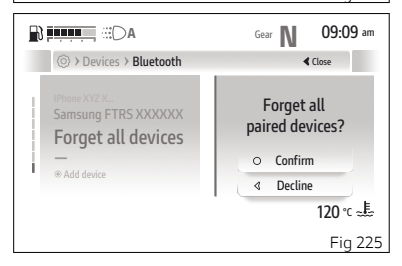 A
Gear N 09:09 am
Devices > Bluetooth
Close
iPhone XYZ X...
Samsung FTRS XXXXXX
Forget all devices
Add device
Forget all
paired devices?
Confirm
Decline
120 °C
Fig 225